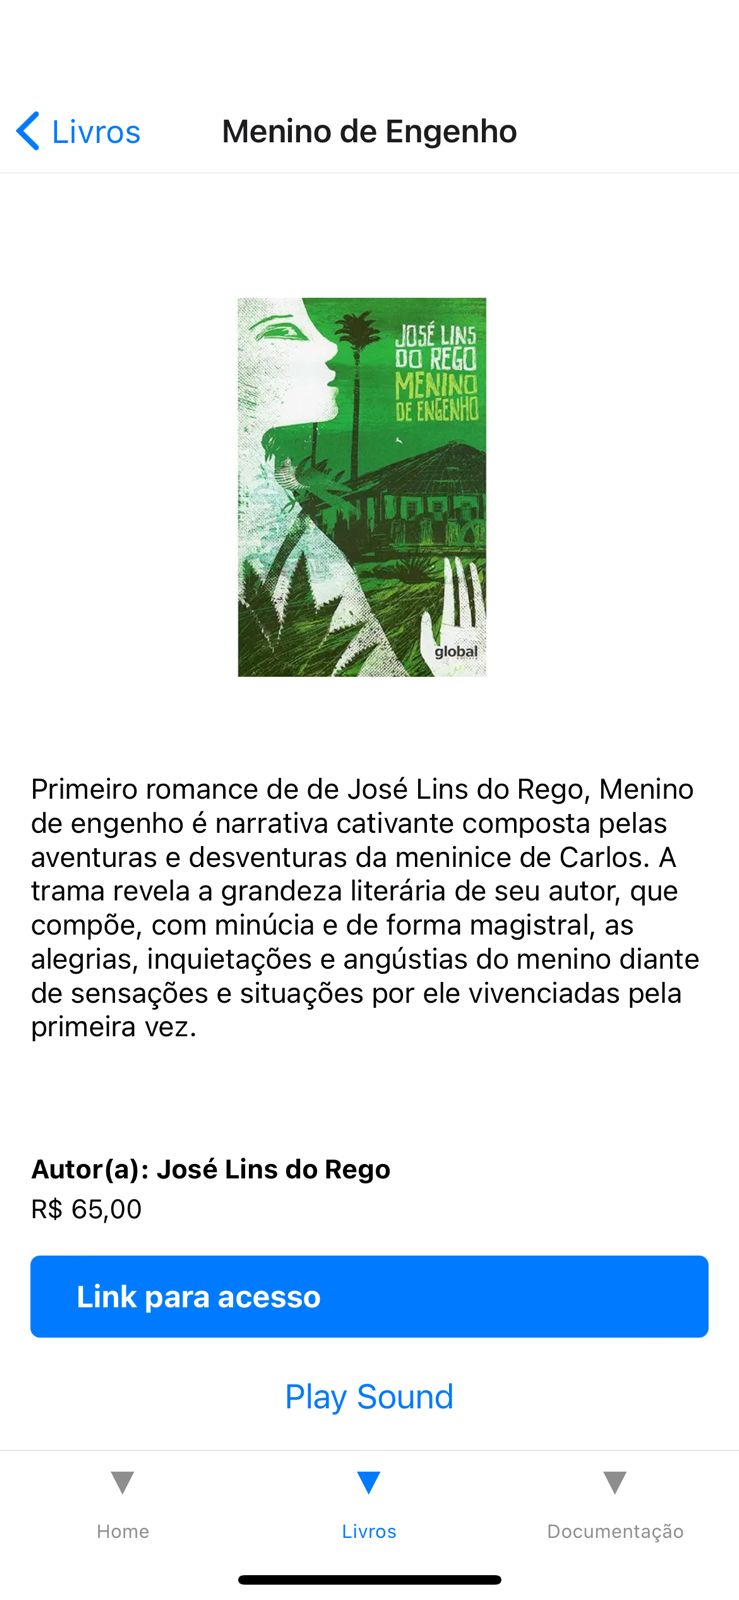 Livros
Menino de Engenho
JOSÉ LINS
DO REGO
MENINO
DE ENGENHO
global
Primeiro romance de de José Lins do Rego, Menino
de engenho é narrativa cativante composta pelas
aventuras e desventuras da meninice de Carlos. A
trama revela a grandeza literária de seu autor, que
compõe, com minúcia e de forma magistral, as
alegrias, inquietações e angústias do menino diante
de sensações e situações por ele vivenciadas pela
primeira vez.
Autor(a): José Lins do Rego
R$ 65,00
Link para acesso
Play Sound
Home
Livros
Documentação